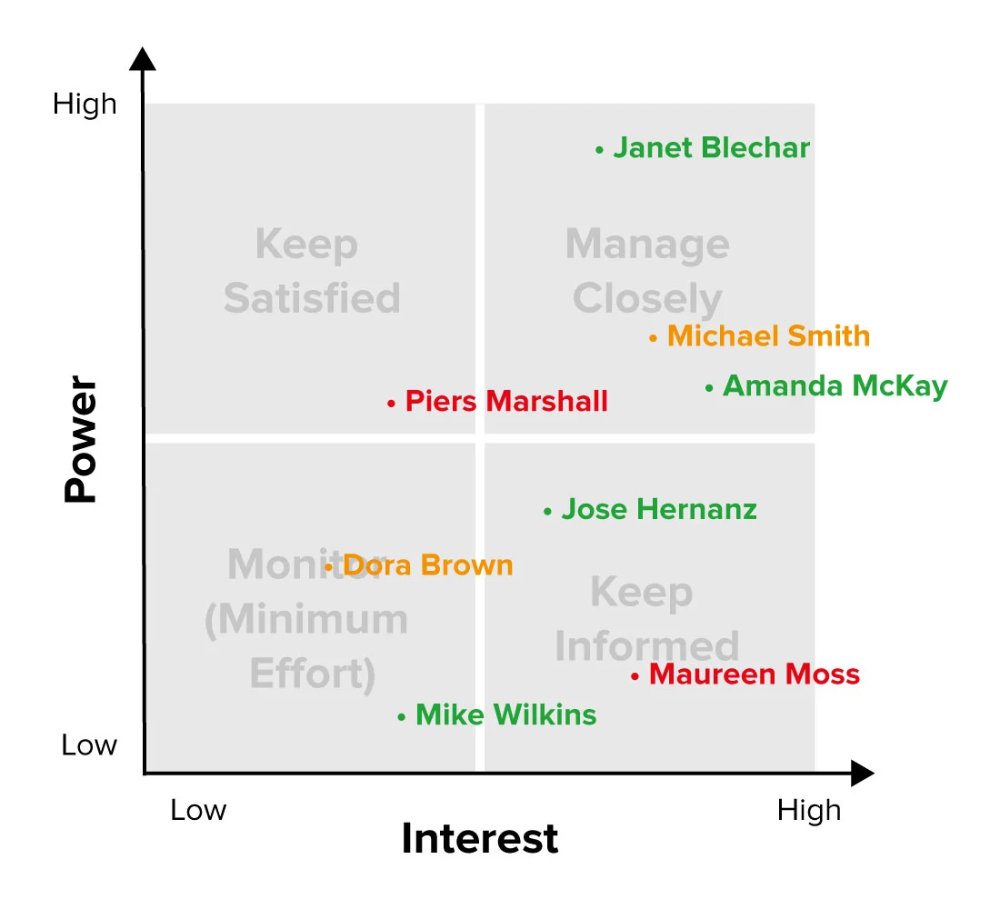 High
• Janet Blechar
Keep
Satisfied
Manage
Closely
• Michael Smith
• Amanda McKay
• Piers Marshall
Power
• Jose Hernanz
Monitor
(Minimum
Effort)
• Dora Brown
Keep
Informed
• Maureen Moss
• Mike Wilkins
Low
Low
High
Interest